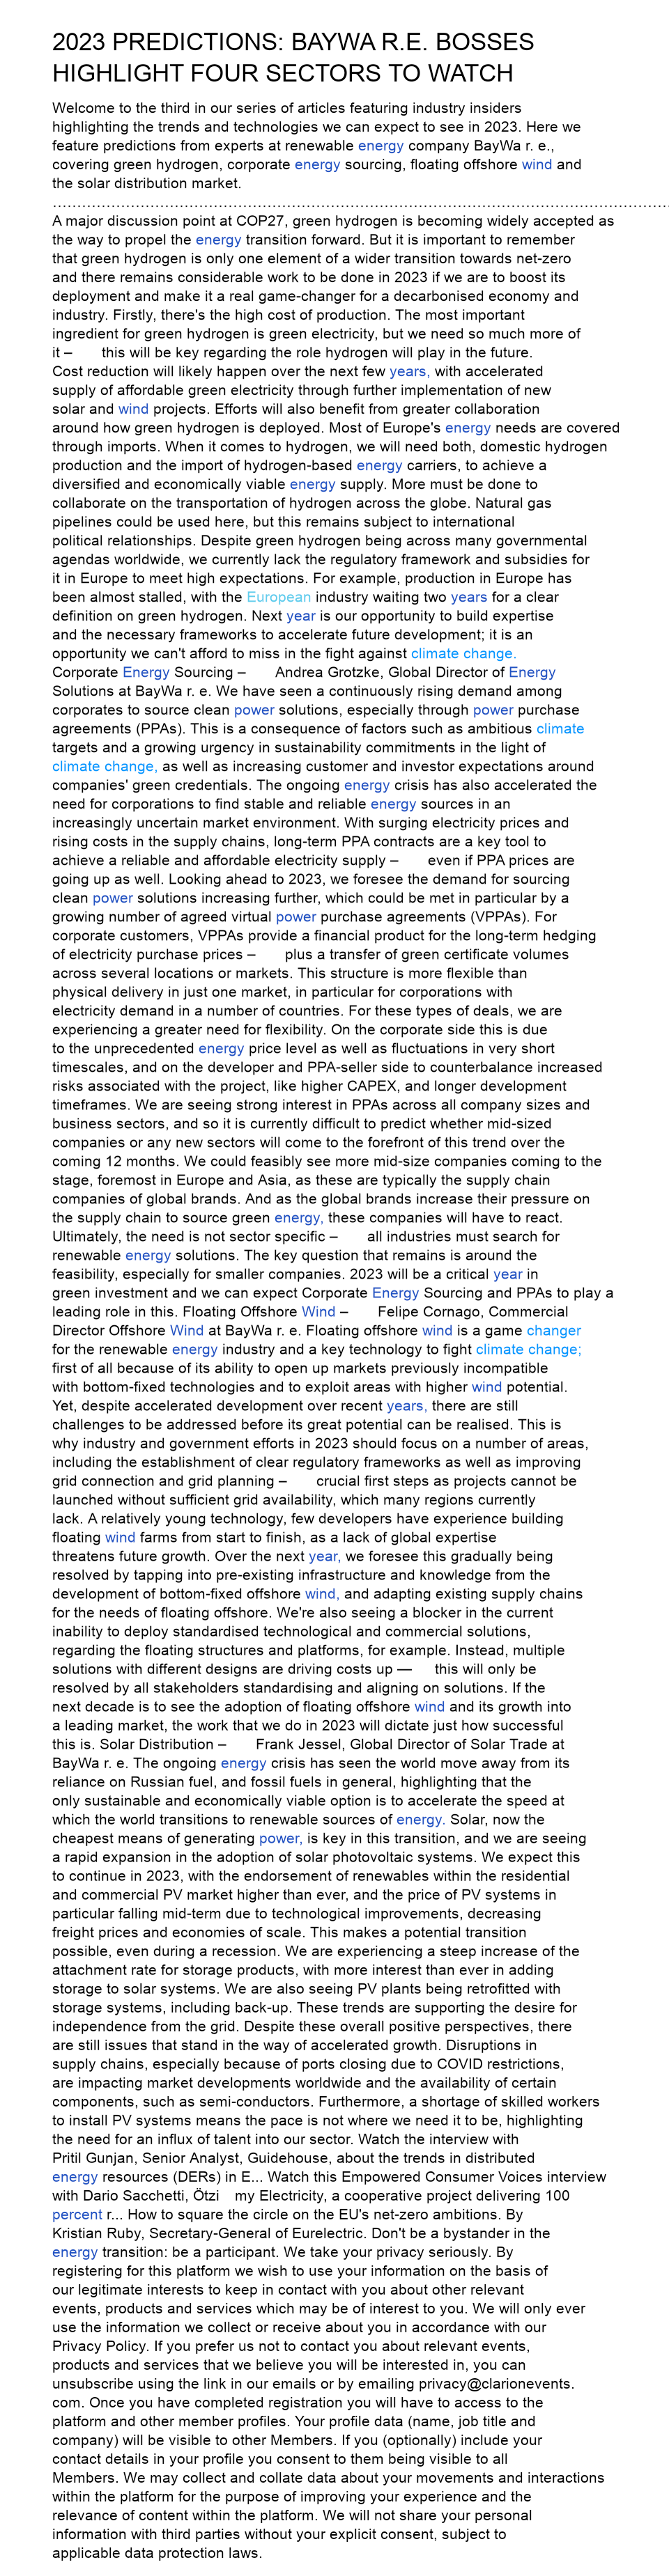 2023 PREDICTIONS: BAYWA R.E. BOSSES
HIGHLIGHT FOUR SECTORS TO WATCH
Welcome to the third in our series of articles featuring industry insiders
highlighting the trends and technologies we can expect to see in 2023. Here we
feature predictions from experts at renewable energy company BayWa r. e.,
covering green hydrogen, corporate energy sourcing, floating offshore wind and
the solar distribution market.
........................................................................................................................
A major discussion point at COP27, green hydrogen is becoming widely accepted as
the way to propel the energy transition forward. But it is important to remember
that green hydrogen is only one element of a wider transition towards net-zero
and there remains considerable work to be done in 2023 if we are to boost its
deployment and make it a real game-changer for a decarbonised economy and
industry. Firstly, there's the high cost of production. The most important
ingredient for green hydrogen is green electricity, but we need so much more of
it – this will be key regarding the role hydrogen will play in the future.
Cost reduction will likely happen over the next few years, with accelerated
supply of affordable green electricity through further implementation of new
solar and wind projects. Efforts will also benefit from greater collaboration
around how green hydrogen is deployed. Most of Europe's energy needs are covered
through imports. When it comes to hydrogen, we will need both, domestic hydrogen
production and the import of hydrogen-based energy carriers, to achieve a
diversified and economically viable energy supply. More must be done to
collaborate on the transportation of hydrogen across the globe. Natural gas
pipelines could be used here, but this remains subject to international
political relationships. Despite green hydrogen being across many governmental
agendas worldwide, we currently lack the regulatory framework and subsidies for
it in Europe to meet high expectations. For example, production in Europe has
been almost stalled, with the European industry waiting two years for a clear
definition on green hydrogen. Next year is our opportunity to build expertise
and the necessary frameworks to accelerate future development; it is an
opportunity we can't afford to miss in the fight against climate change.
Corporate Energy Sourcing – Andrea Grotzke, Global Director of Energy
Solutions at BayWa r. e. We have seen a continuously rising demand among
corporates to source clean power solutions, especially through power purchase
agreements (PPAs). This is a consequence of factors such as ambitious climate
targets and a growing urgency in sustainability commitments in the light of
climate change, as well as increasing customer and investor expectations around
companies' green credentials. The ongoing energy crisis has also accelerated the
need for corporations to find stable and reliable energy sources in an
increasingly uncertain market environment. With surging electricity prices and
rising costs in the supply chains, long-term PPA contracts are a key tool to
achieve a reliable and affordable electricity supply – even if PPA prices are
going up as well. Looking ahead to 2023, we foresee the demand for sourcing
clean power solutions increasing further, which could be met in particular by a
growing number of agreed virtual power purchase agreements (VPPAs). For
corporate customers, VPPAs provide a financial product for the long-term hedging
of electricity purchase prices – plus a transfer of green certificate volumes
across several locations or markets. This structure is more flexible than
physical delivery in just one market, in particular for corporations with
electricity demand in a number of countries. For these types of deals, we are
experiencing a greater need for flexibility. On the corporate side this is due
to the unprecedented energy price level as well as fluctuations in very short
timescales, and on the developer and PPA-seller side to counterbalance increased
risks associated with the project, like higher CAPEX, and longer development
timeframes. We are seeing strong interest in PPAs across all company sizes and
business sectors, and so it is currently difficult to predict whether mid-sized
companies or any new sectors will come to the forefront of this trend over the
coming 12 months. We could feasibly see more mid-size companies coming to the
stage, foremost in Europe and Asia, as these are typically the supply chain
companies of global brands. And as the global brands increase their pressure on
the supply chain to source green energy, these companies will have to react.
Ultimately, the need is not sector specific – all industries must search for
renewable energy solutions. The key question that remains is around the
feasibility, especially for smaller companies. 2023 will be a critical year in
green investment and we can expect Corporate Energy Sourcing and PPAs to play a
leading role in this. Floating Offshore Wind – Felipe Cornago, Commercial
Director Offshore Wind at BayWa r. e. Floating offshore wind is a game changer
for the renewable energy industry and a key technology to fight climate change;
first of all because of its ability to open up markets previously incompatible
with bottom-fixed technologies and to exploit areas with higher wind potential.
Yet, despite accelerated development over recent years, there are still
challenges to be addressed before its great potential can be realised. This is
why industry and government efforts in 2023 should focus on a number of areas,
including the establishment of clear regulatory frameworks as well as improving
grid connection and grid planning – crucial first steps as projects cannot be
launched without sufficient grid availability, which many regions currently
lack. A relatively young technology, few developers have experience building
floating wind farms from start to finish, as a lack of global expertise
threatens future growth. Over the next year, we foresee this gradually being
resolved by tapping into pre-existing infrastructure and knowledge from the
development of bottom-fixed offshore wind, and adapting existing supply chains
for the needs of floating offshore. We're also seeing a blocker in the current
inability to deploy standardised technological and commercial solutions,
regarding the floating structures and platforms, for example. Instead, multiple
solutions with different designs are driving costs up — this will only be
resolved by all stakeholders standardising and aligning on solutions. If the
next decade is to see the adoption of floating offshore wind and its growth into
a leading market, the work that we do in 2023 will dictate just how successful
this is. Solar Distribution – Frank Jessel, Global Director of Solar Trade at
BayWa r. e. The ongoing energy crisis has seen the world move away from its
reliance on Russian fuel, and fossil fuels in general, highlighting that the
only sustainable and economically viable option is to accelerate the speed at
which the world transitions to renewable sources of energy. Solar, now the
cheapest means of generating power, is key in this transition, and we are seeing
a rapid expansion in the adoption of solar photovoltaic systems. We expect this
to continue in 2023, with the endorsement of renewables within the residential
and commercial PV market higher than ever, and the price of PV systems in
particular falling mid-term due to technological improvements, decreasing
freight prices and economies of scale. This makes a potential transition
possible, even during a recession. We are experiencing a steep increase of the
attachment rate for storage products, with more interest than ever in adding
storage to solar systems. We are also seeing PV plants being retrofitted with
storage systems, including back-up. These trends are supporting the desire for
independence from the grid. Despite these overall positive perspectives, there
are still issues that stand in the way of accelerated growth. Disruptions in
supply chains, especially because of ports closing due to COVID restrictions,
are impacting market developments worldwide and the availability of certain
components, such as semi-conductors. Furthermore, a shortage of skilled workers
to install PV systems means the pace is not where we need it to be, highlighting
the need for an influx of talent into our sector. Watch the interview with
Pritil Gunjan, Senior Analyst, Guidehouse, about the trends in distributed
energy resources (DERs) in E... Watch this Empowered Consumer Voices interview
with Dario Sacchetti, Ötzi my Electricity, a cooperative project delivering 100
percent r... How to square the circle on the EU's net-zero ambitions. By
Kristian Ruby, Secretary-General of Eurelectric. Don't be a bystander in the
energy transition: be a participant. We take your privacy seriously. By
registering for this platform we wish to use your information on the basis of
our legitimate interests to keep in contact with you about other relevant
events, products and services which may be of interest to you. We will only ever
use the information we collect or receive about you in accordance with our
Privacy Policy. If you prefer us not to contact you about relevant events,
products and services that we believe you will be interested in, you can
unsubscribe using the link in our emails or by emailing privacy@clarionevents.
com. Once you have completed registration you will have to access to the
platform and other member profiles. Your profile data (name, job title and
company) will be visible to other Members. If you (optionally) include your
contact details in your profile you consent to them being visible to all
Members. We may collect and collate data about your movements and interactions
within the platform for the purpose of improving your experience and the
relevance of content within the platform. We will not share your personal
information with third parties without your explicit consent, subject to
applicable data protection laws.